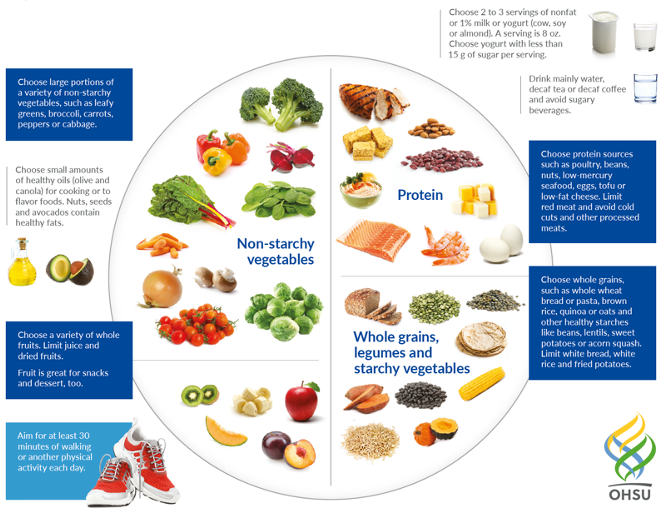 Choose 2 to 3 servings of nonfat
or 1% milk or yogurt (cow, soy
or almond). A serving is 8 oz.
Choose yogurt with less than
15 g of sugar per serving.
Drink mainly water,
decaf tea or decaf coffee
and avoid sugary
beverages.
Choose large portions of
a variety of non-starchy
vegetables, such as leafy
greens, broccoli, carrots,
peppers or cabbage.
Choose small amounts
of healthy oils (olive and
canola) for cooking or to
flavor foods. Nuts, seeds
and avocados contain
healthy fats.
Choose a variety of whole
fruits. Limit juice and
dried fruits.
Fruit is great for snacks
and dessert, too.
Aim for at least 30
minutes of walking
or another physical
activity each day.
Non-starchy
vegetables
Protein
Whole grains,
legumes and
starchy vegetables
Choose protein sources
such as poultry, beans,
nuts, low-mercury
seafood, eggs, tofu or
low-fat cheese. Limit
red meat and avoid cold
cuts and other processed
meats.
Choose whole grains,
such as whole wheat
bread or pasta, brown
rice, quinoa or oats and
other healthy starches
like beans, lentils, sweet
potatoes or acorn squash.
Limit white bread, white
rice and fried potatoes.
OHSU